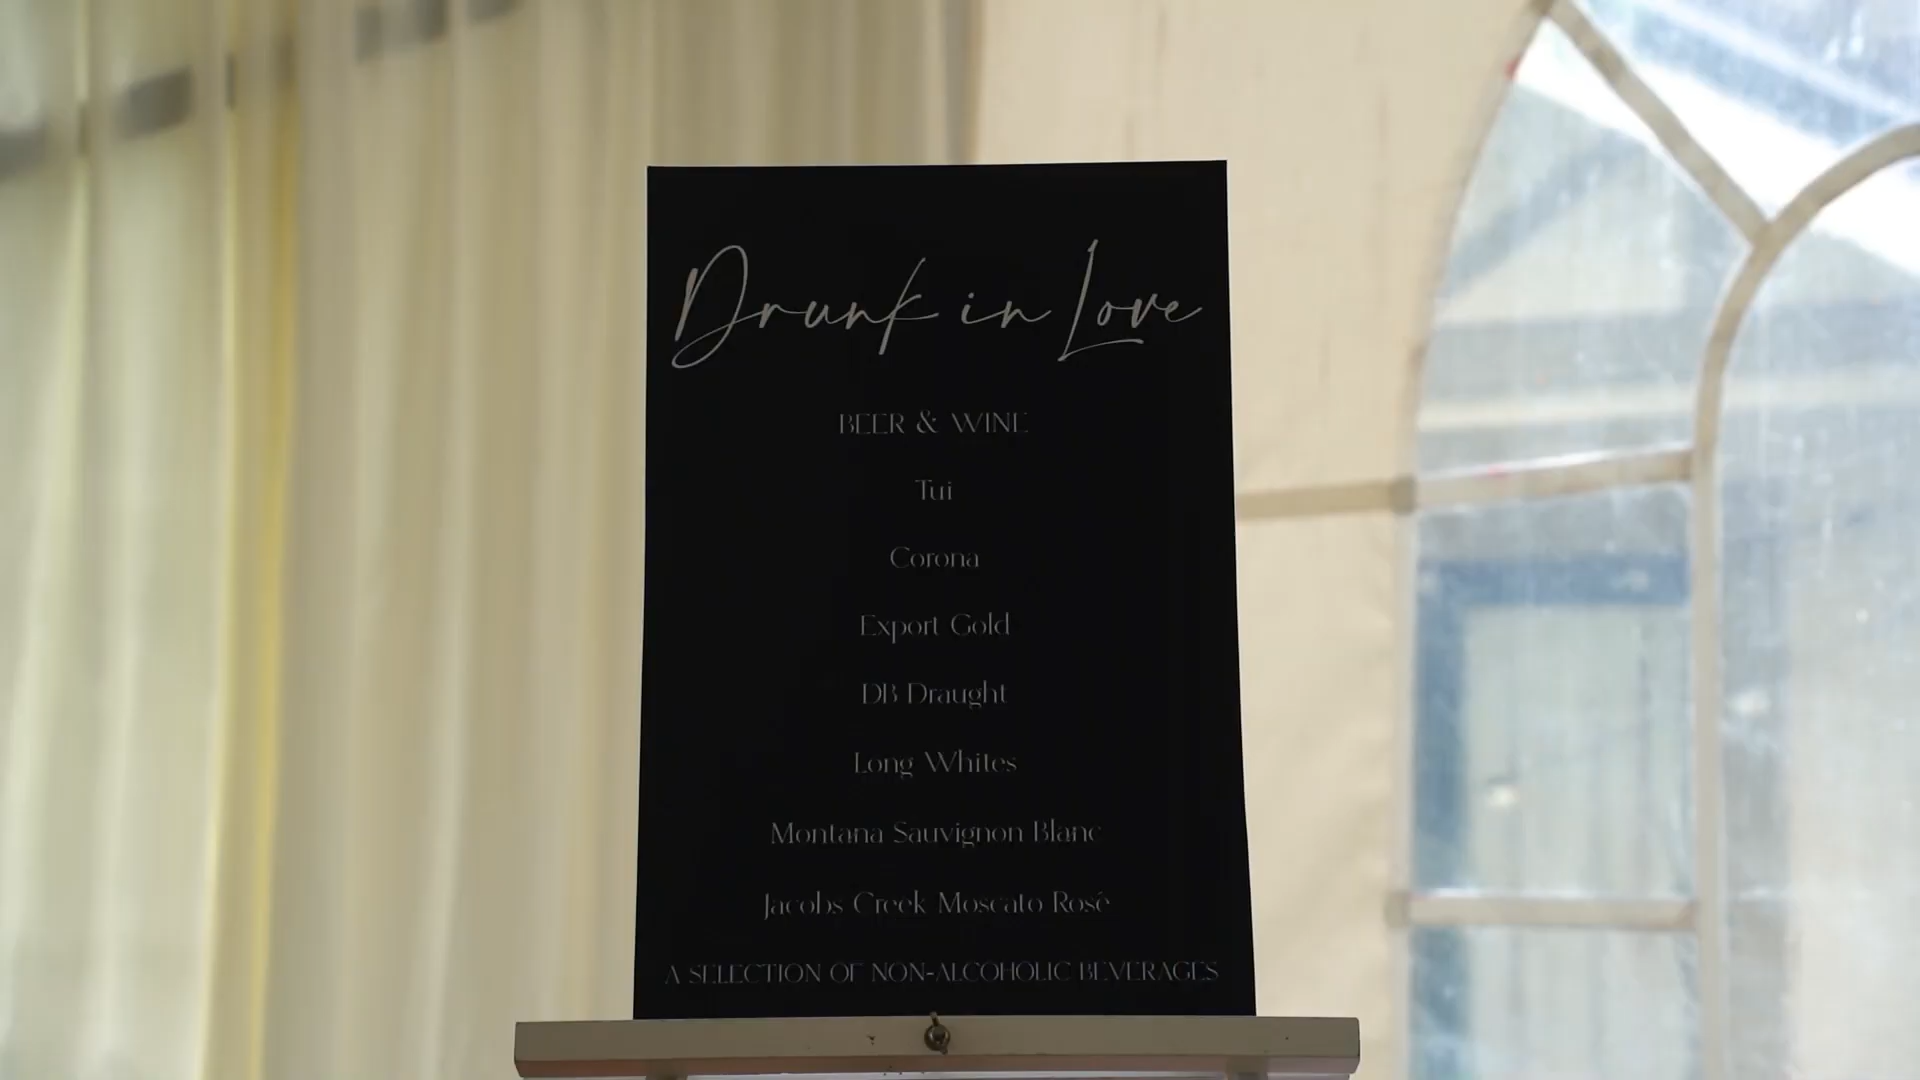 Drunk in Love
BEER & WINE
Tui
Corona
Export Gold
DB Draught
Long Whites
Montana Sauvignon Blanc
Jacobs Creek Moscato Rosé
A SELECTION OF NON-ALCOHOLIC BEVERAGES